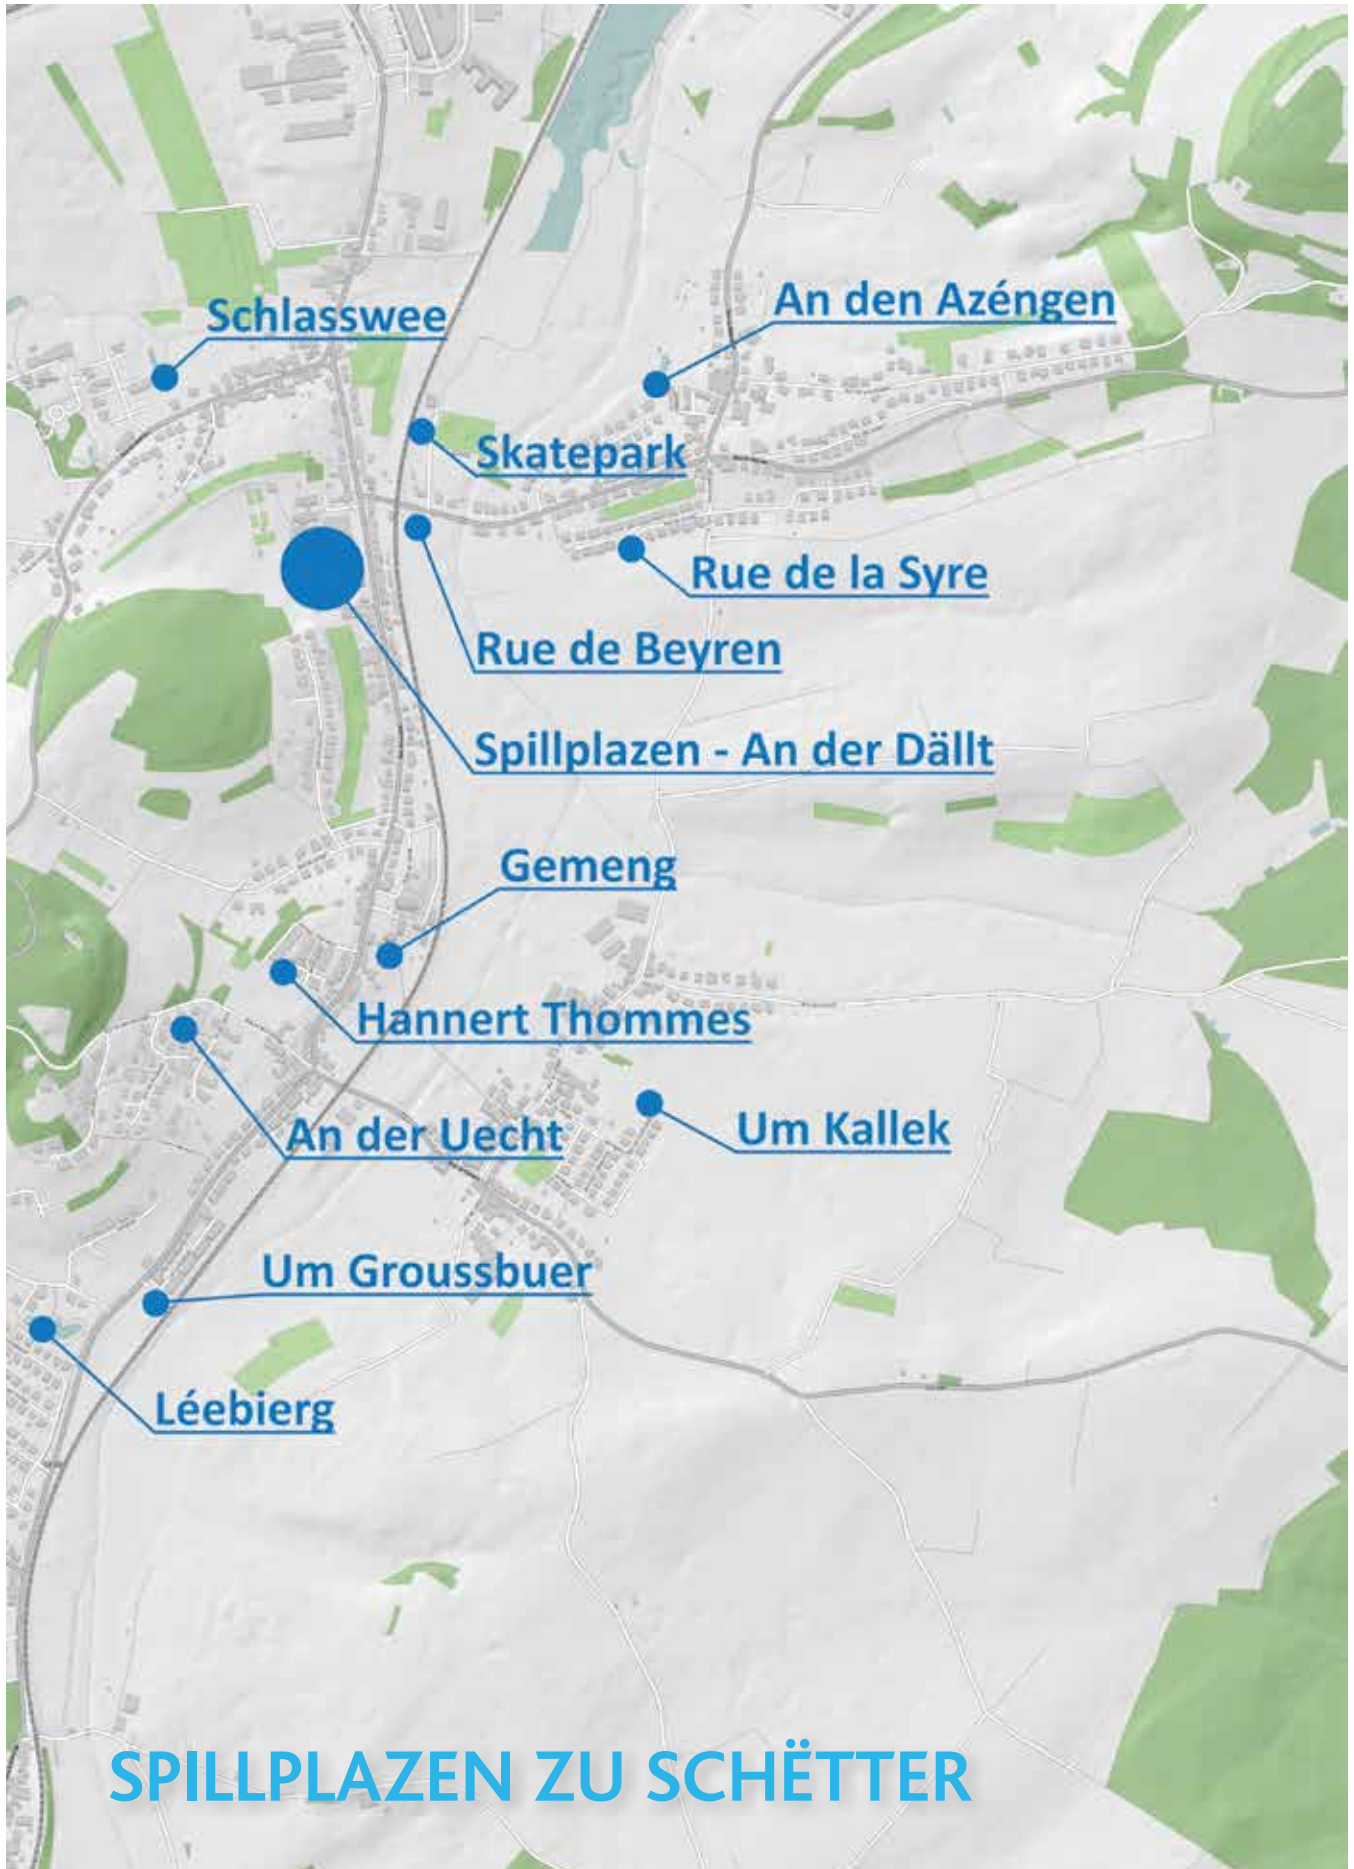 An den Azéngen
Schlasswee
Skatepark
Rue de la Syre
Rue de Beyren
Spillplazen - An der Dällt
Gemeng
Hannert Thommes
An der Uecht
Um Kallek
Um Groussbuer
Léebierg
SPILLPLAZEN ZU SCHËTTER